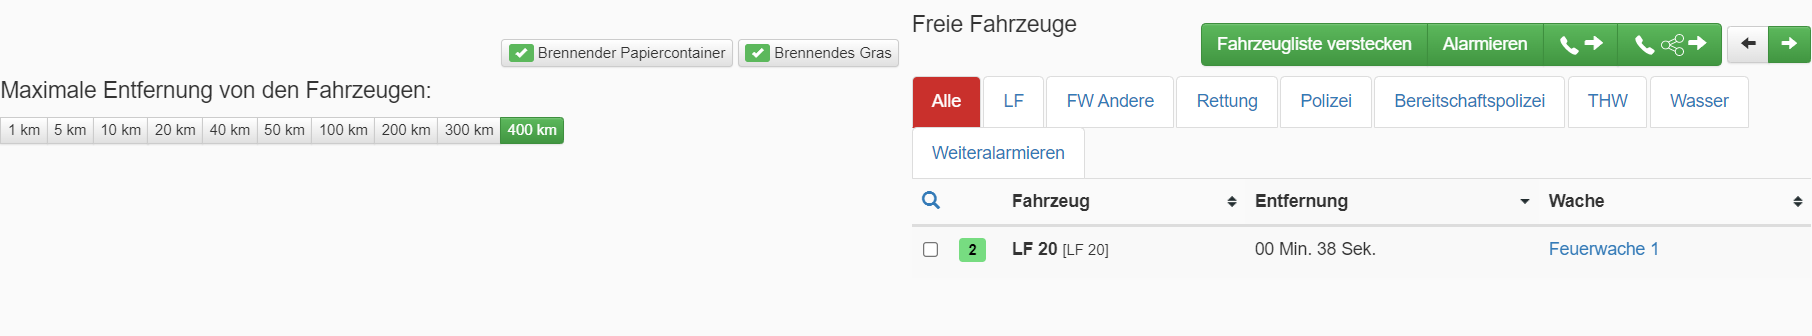 Brennender Papiercontainer Brennendes Gras
Maximale Entfernung von den Fahrzeugen:
1 km 5 km 10 km 20 km 40 km 50 km 100 km 200 km 300 km 400 km
Freie Fahrzeuge
Fahrzeugliste verstecken Alarmieren
Alle LF FW Andere Rettung Polizei Bereitschaftspolizei THW Wasser
Weiteralarmieren
Fahrzeug Entfernung Wache
2 LF 20 [LF 20] 00 Min. 38 Sek. Feuerwache 1